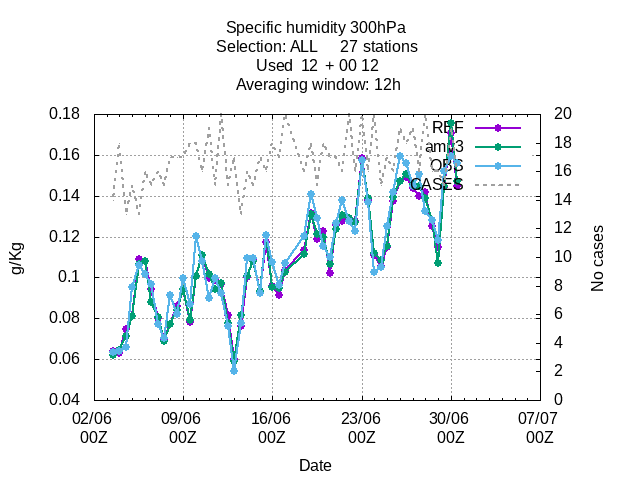 Specific humidity 300hPa
Selection: ALL 27 stations
Used 12 + 00 12
Averaging window: 12h
0.18
0.16
0.14
0.12
0.1
0.08
0.06
0.04
g/Kg
REF
OBS
CASES
20
18
16
14
12
10
8
6
4
2
0
No cases
02/06 09/06 16/06 23/06 30/06 07/07
00Z 00Z 00Z 00Z 00Z 00Z
Date